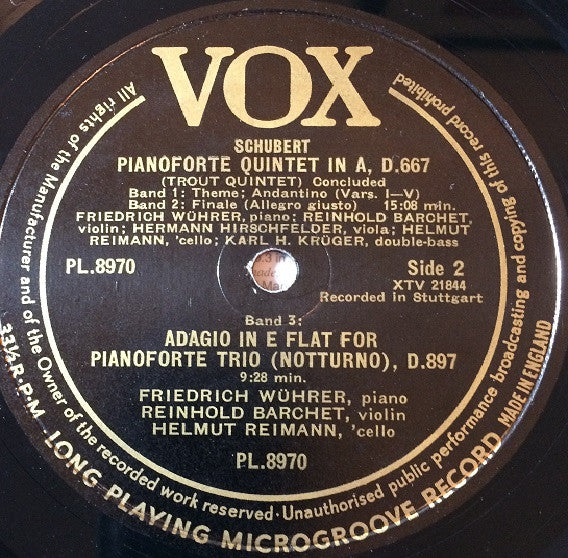 VOX
SCHUBERT
PIANOFORTE QUINTET IN A, D.667
(TROUT QUINTET) Concluded
Band 1: Theme: Andantino (Vars. I—V)
Band 2: Finale (Allegro giusto) 15:08 min.
FRIEDRICH WÜHRER, piano; REINHOLD BARCHET,
violin; HERMANN HIRSCHFELDER, viola; HELMUT
REIMANN, 'cello; KARL H. KRÜGER, double-bass
PL.8970
Side 2
XTV 21844
Recorded in Stuttgart
Band 3:
ADAGIO IN E FLAT FOR
PIANOFORTE TRIO (NOTTURNO), D.897
9:28 min.
FRIEDRICH WÜHRER, piano
REINHOLD BARCHET, violin
HELMUT REIMANN, 'cello
PL.8970
All rights of the Manufacturer and of the Owner of the recorded work reserved · Unauthorised public performance broadcasting and copying of this record prohibited
33⅓ R·P·M LONG PLAYING MICROGROOVE RECORD MADE IN ENGLAND